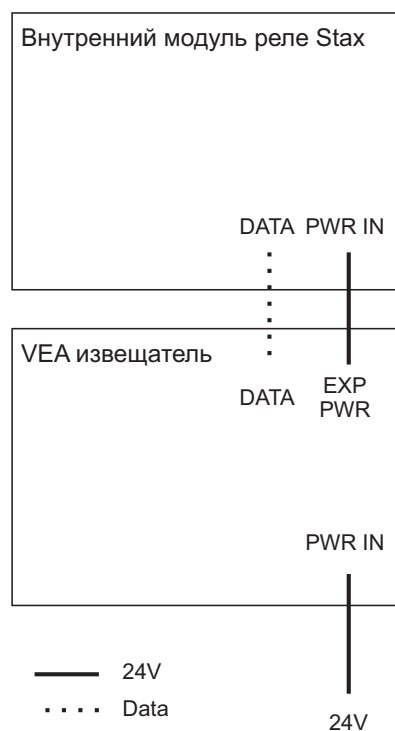 Внутренний модуль реле Stax
DATA PWR IN
VEA извещатель
DATA
EXP
PWR
PWR IN
24V
Data
24V